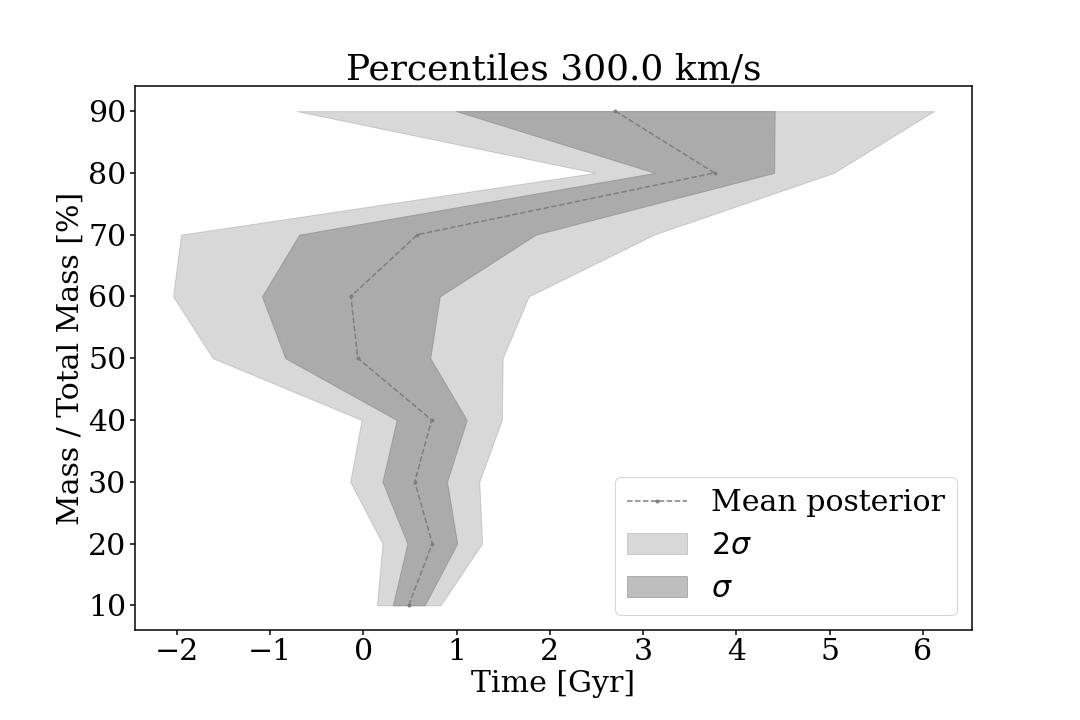 Percentiles 300.0 km/s
Mass / Total Mass [%]
90
80
70
60
50
40
30
20
10
Mean posterior
2σ
σ
−2 −1 0 1 2 3 4 5 6
Time [Gyr]